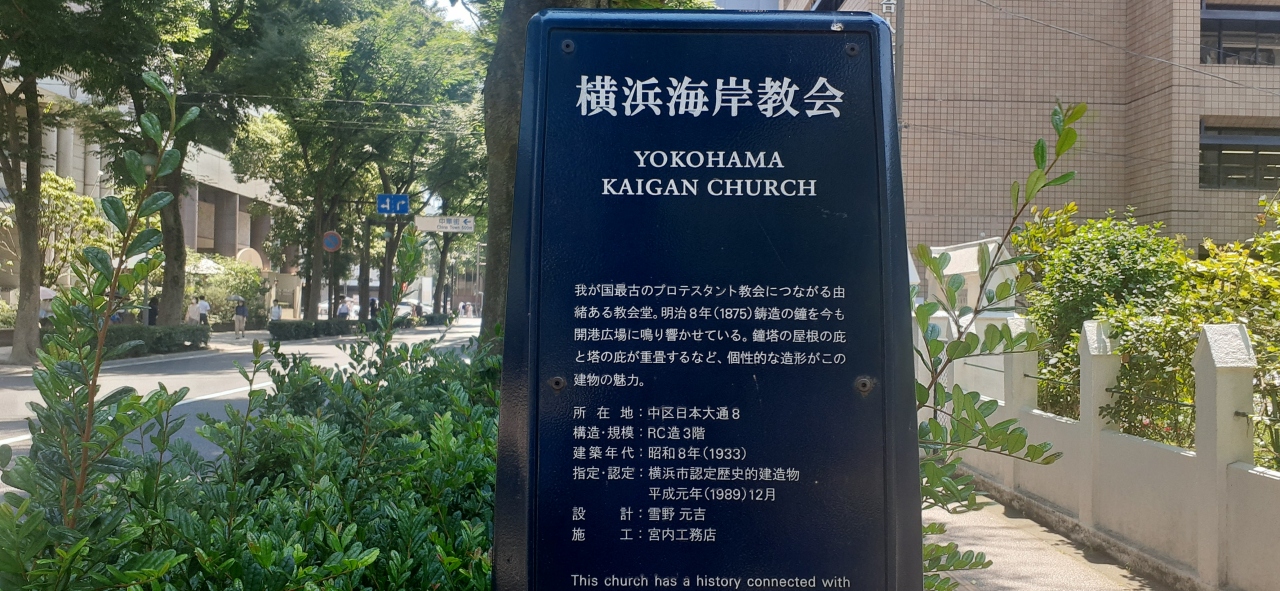 横浜海岸教会
YOKOHAMA
KAIGAN CHURCH
我が国最古のプロテスタント教会につながる由
緒ある教会堂。明治8年(1875)鋳造の鐘を今も
開港広場に鳴り響かせている。鐘塔の屋根の庇
と塔の庇が重畳するなど、個性的な造形がこの
建物の魅力。
所在地:中区日本大通8
構造・規模:RC造3階
建築年代:昭和8年(1933)
指定・認定:横浜市認定歴史的建造物
平成元年(1989)12月
設計:雪野 元吉
施工:宮内工務店
This church has a history connected with
中華街
China Town